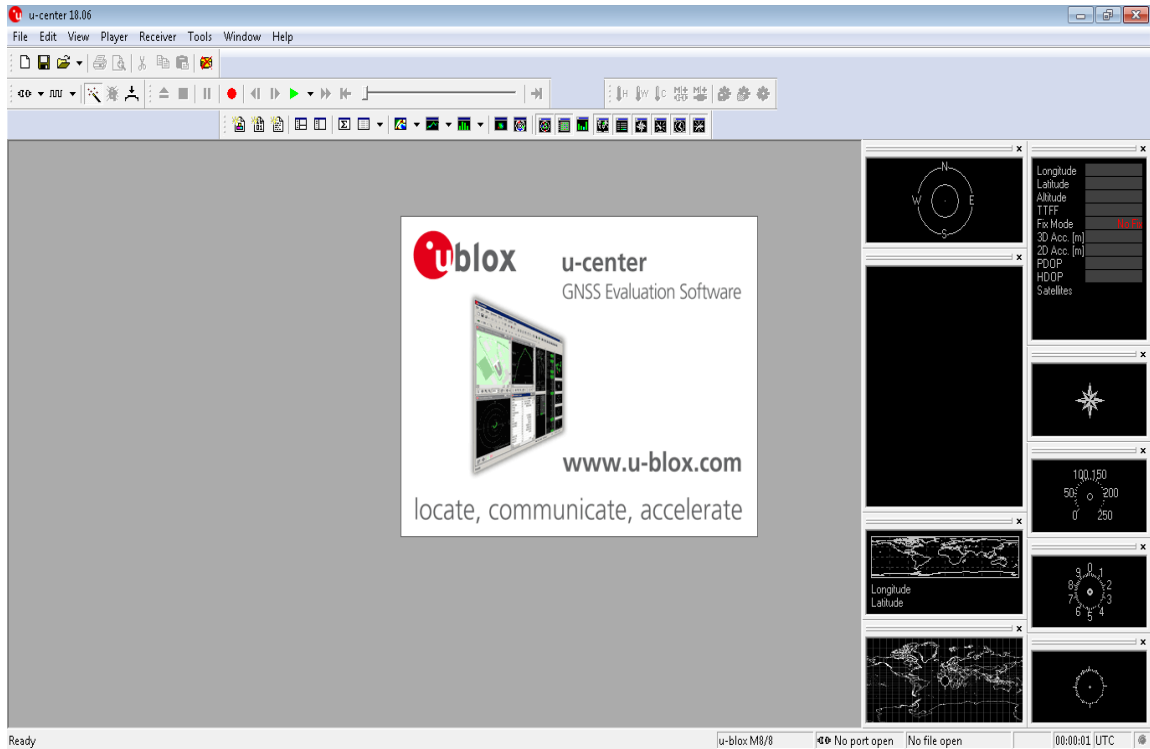 u-center 18.06
File Edit View Player Receiver Tools Window Help
H W C
ublox
u-center
GNSS Evaluation Software
www.u-blox.com
locate, communicate, accelerate
N
W E
S
Longitude
Latitude
Altitude
TTFF
Fix Mode
3D Acc. [m]
2D Acc. [m]
PDOP
HDOP
Satellites
100 150
50 200
0 250
Longitude
Latitude
9 0 1
8 2
7 3
6 5 4
Ready u-blox M8/8 No port open No file open 00:00:01 UTC